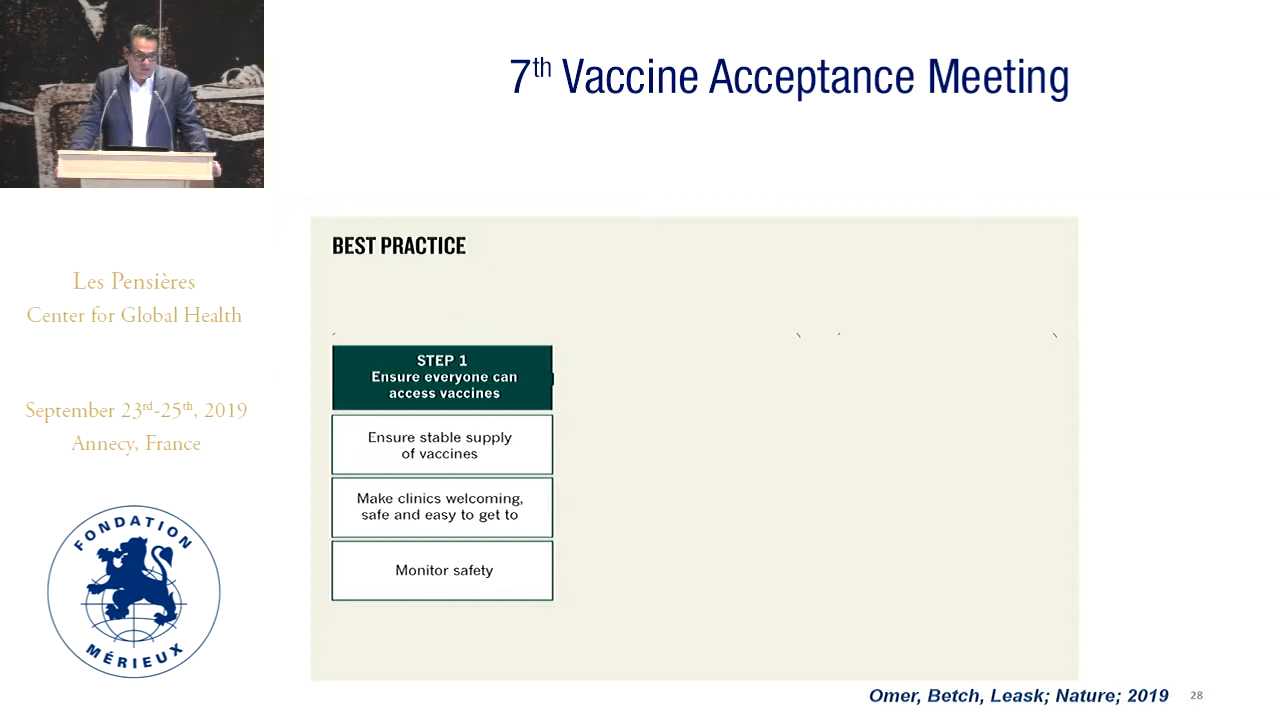 7th Vaccine Acceptance Meeting
Les Pensières
Center for Global Health
September 23rd-25th, 2019
Annecy, France
FONDATION
MÉRIEUX
BEST PRACTICE
STEP 1
Ensure everyone can
access vaccines
Ensure stable supply
of vaccines
Make clinics welcoming,
safe and easy to get to
Monitor safety
Omer, Betch, Leask; Nature; 2019
28